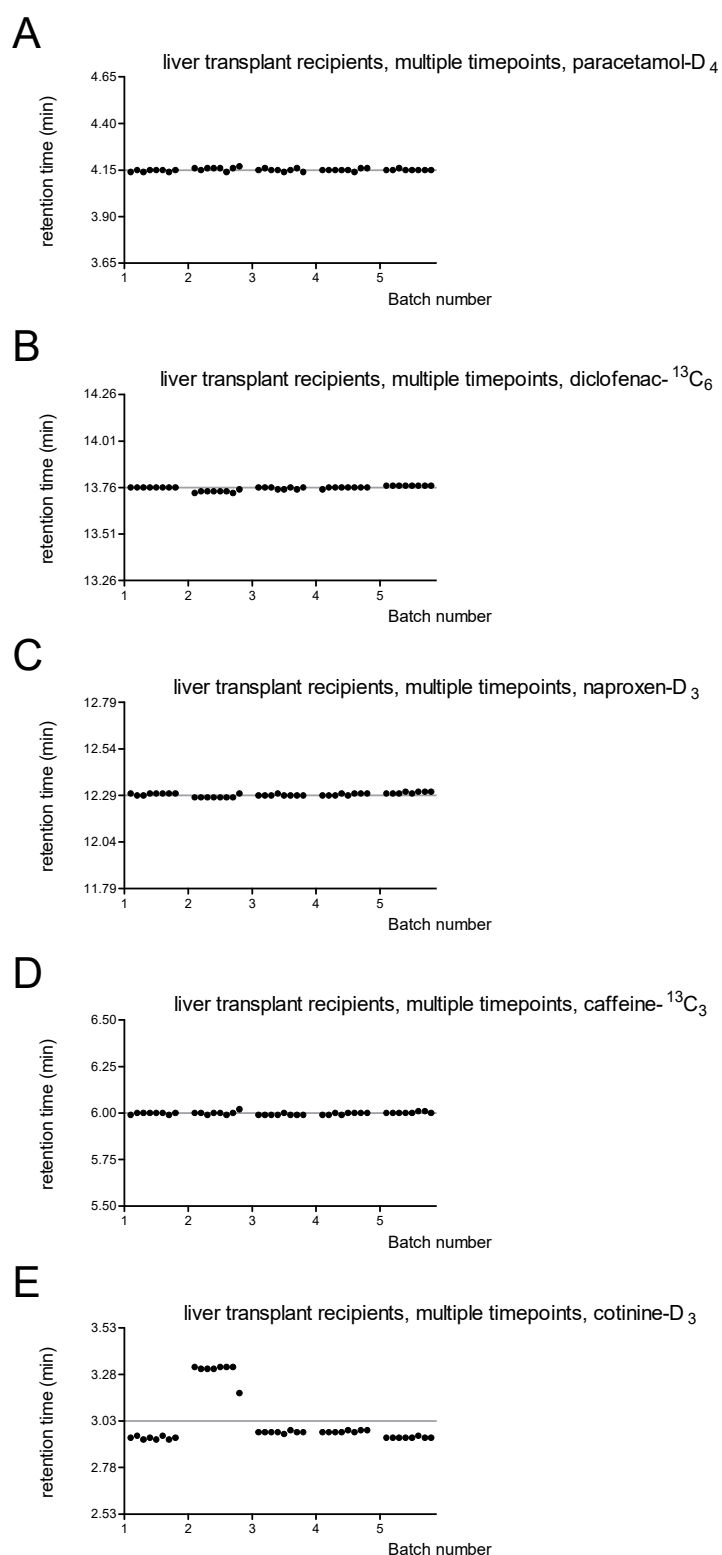 A
liver transplant recipients, multiple timepoints, paracetamol-D4
retention time (min)
4.65
4.40
4.15
3.90
3.65
1 2 3 4 5
Batch number
B
liver transplant recipients, multiple timepoints, diclofenac-¹³C₆
retention time (min)
14.26
14.01
13.76
13.51
13.26
1 2 3 4 5
Batch number
C
liver transplant recipients, multiple timepoints, naproxen-D3
retention time (min)
12.79
12.54
12.29
12.04
11.79
1 2 3 4 5
Batch number
D
liver transplant recipients, multiple timepoints, caffeine-¹³C₃
retention time (min)
6.50
6.25
6.00
5.75
5.50
1 2 3 4 5
Batch number
E
liver transplant recipients, multiple timepoints, cotinine-D3
retention time (min)
3.53
3.28
3.03
2.78
2.53
1 2 3 4 5
Batch number